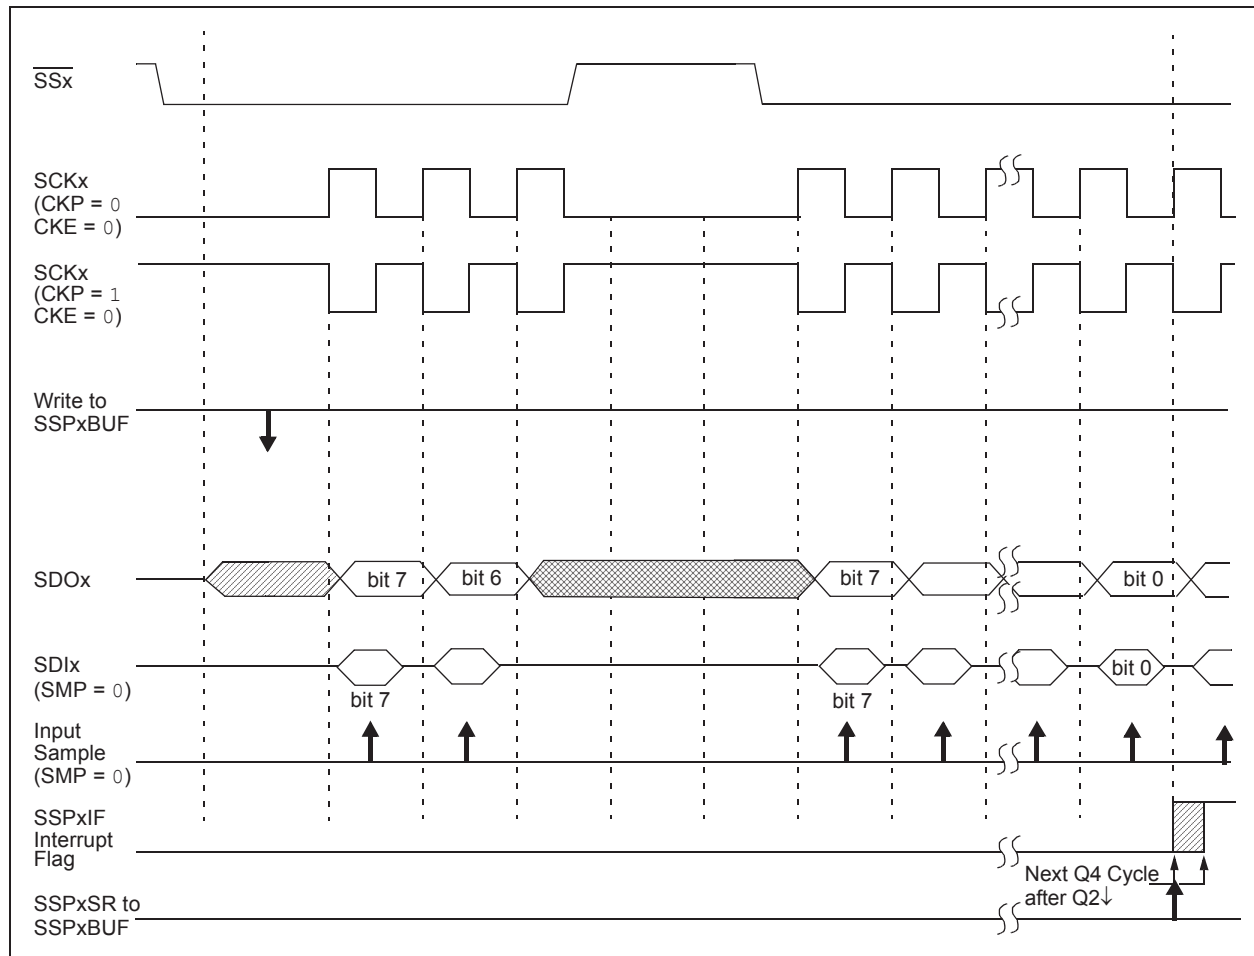 SSx
SCKx
(CKP = 0
CKE = 0)
SCKx
(CKP = 1
CKE = 0)
Write to
SSPxBUF
SDOx
bit 7
bit 6
bit 7
bit 0
SDIx
(SMP = 0)
bit 7
bit 7
bit 0
Input
Sample
(SMP = 0)
SSPxIF
Interrupt
Flag
Next Q4 Cycle
after Q2↓
SSPxSR to
SSPxBUF